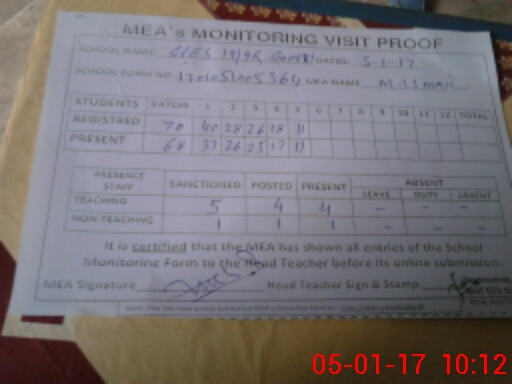 MEA's MONITORING VISIT PROOF
SCHOOL NAME: DATED: 5-1-17
SCHOOL FORM NO: MEA NAME
STUDENTS KATCHI 1 2 3 4 5 6 7 8 9 10 11 12 TOTAL
REGISTRED 70 40 28 26 18 11
PRESENT 68 37 26 25 17 11
PRESENCE STAFF SANCTIONED POSTED PRESENT ABSENT
LEAVE DUTY ABSENT
TEACHING 5 4 4 - - -
NON-TEACHING 1 1 1 - - -
It is certified that the MEA has shown all entries of the School
Monitoring Form to the Head Teacher before its online submission.
MEA Signature Head Teacher Sign & Stamp:
05-01-17 10:12